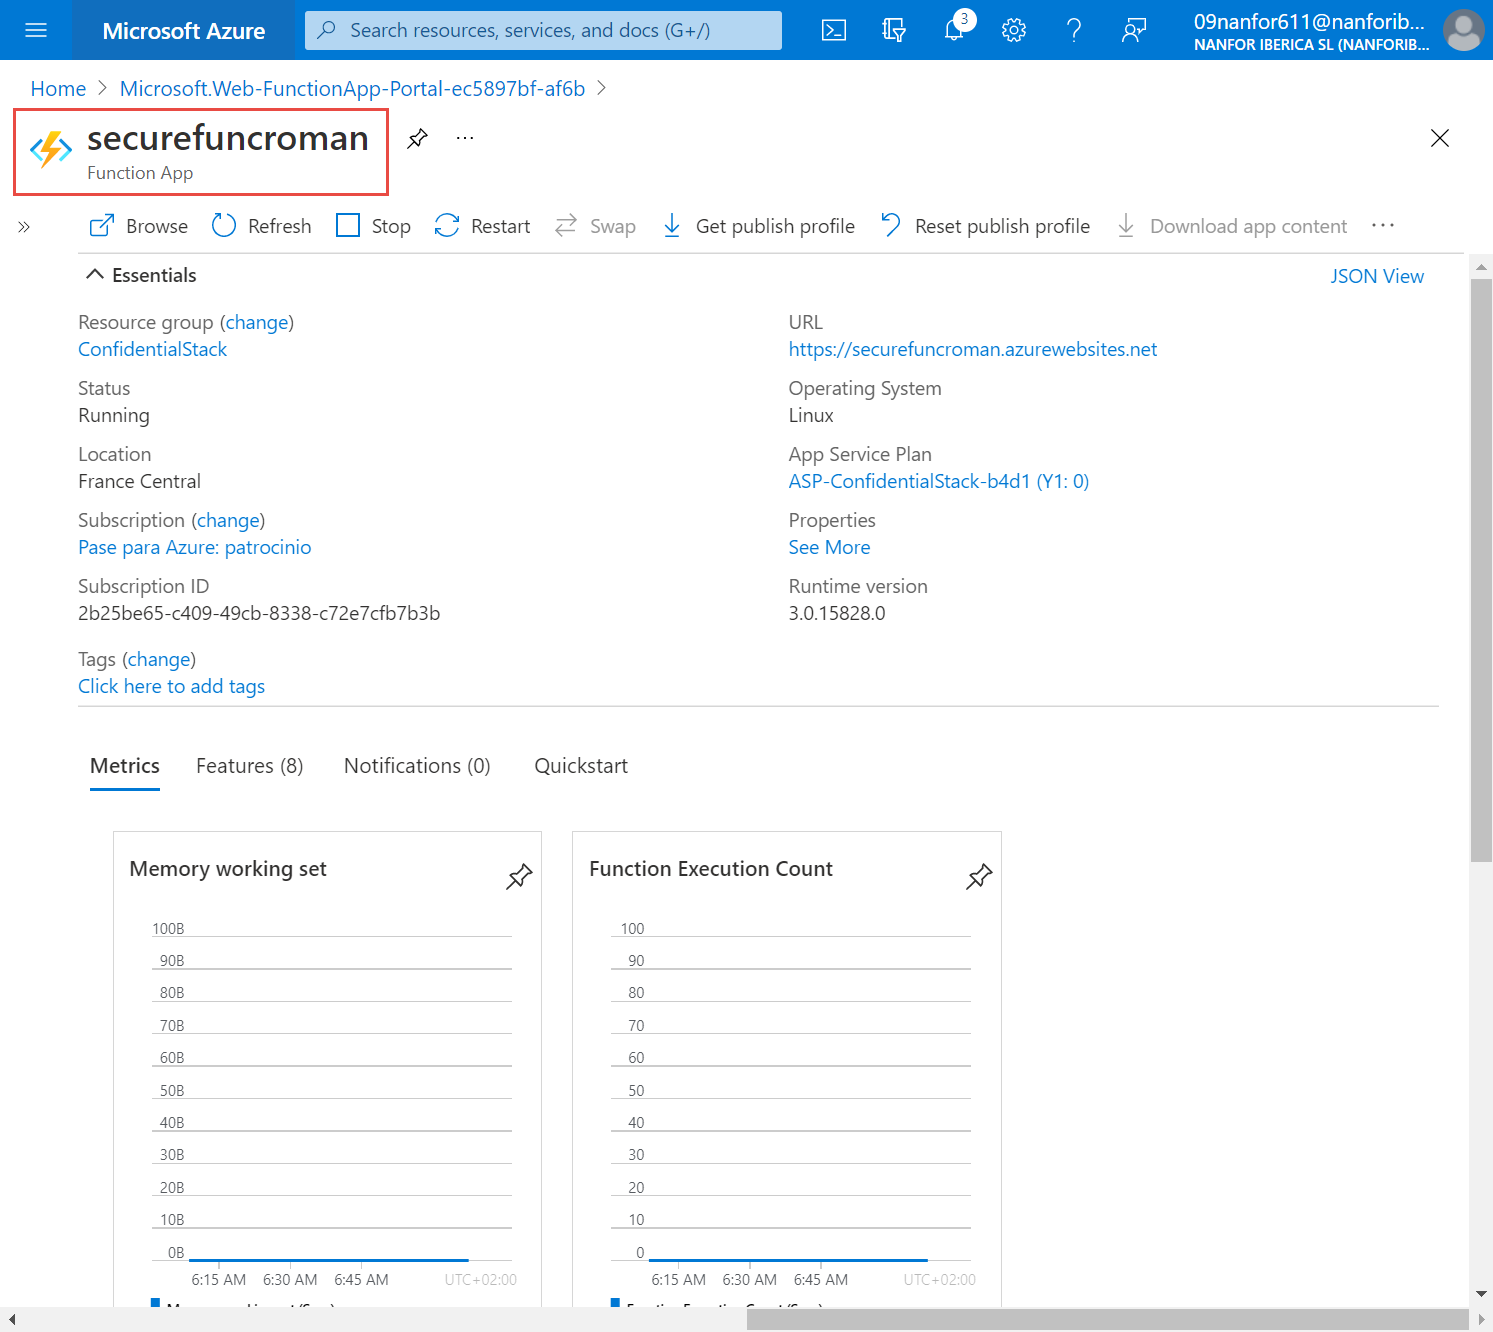 Microsoft Azure
Search resources, services, and docs (G+/)
3
09nanfor611@nanforib...
NANFOR IBERICA SL (NANFORIB...
Home > Microsoft.Web-FunctionApp-Portal-ec5897bf-af6b >
securefuncroman
Function App
Browse Refresh Stop Restart Swap Get publish profile Reset publish profile Download app content
Essentials JSON View
Resource group (change)
ConfidentialStack
Status
Running
Location
France Central
Subscription (change)
Pase para Azure: patrocinio
Subscription ID
2b25be65-c409-49cb-8338-c72e7cfb7b3b
Tags (change)
Click here to add tags
URL
https://securefuncroman.azurewebsites.net
Operating System
Linux
App Service Plan
ASP-ConfidentialStack-b4d1 (Y1: 0)
Properties
See More
Runtime version
3.0.15828.0
Metrics Features (8) Notifications (0) Quickstart
Memory working set
100B
90B
80B
70B
60B
50B
40B
30B
20B
10B
0B
6:15 AM 6:30 AM 6:45 AM UTC+02:00
Function Execution Count
100
90
80
70
60
50
40
30
20
10
0
6:15 AM 6:30 AM 6:45 AM UTC+02:00